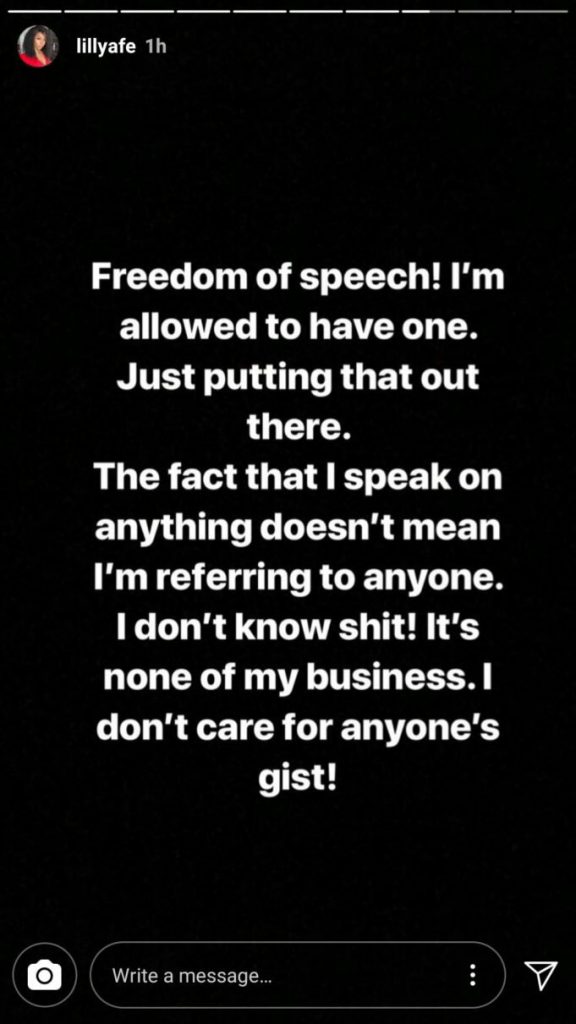 lillyafe 1h
Freedom of speech! I'm
allowed to have one.
Just putting that out
there.
The fact that I speak on
anything doesn't mean
I'm referring to anyone.
I don't know shit! It's
none of my business. I
don't care for anyone's
gist!
Write a message...